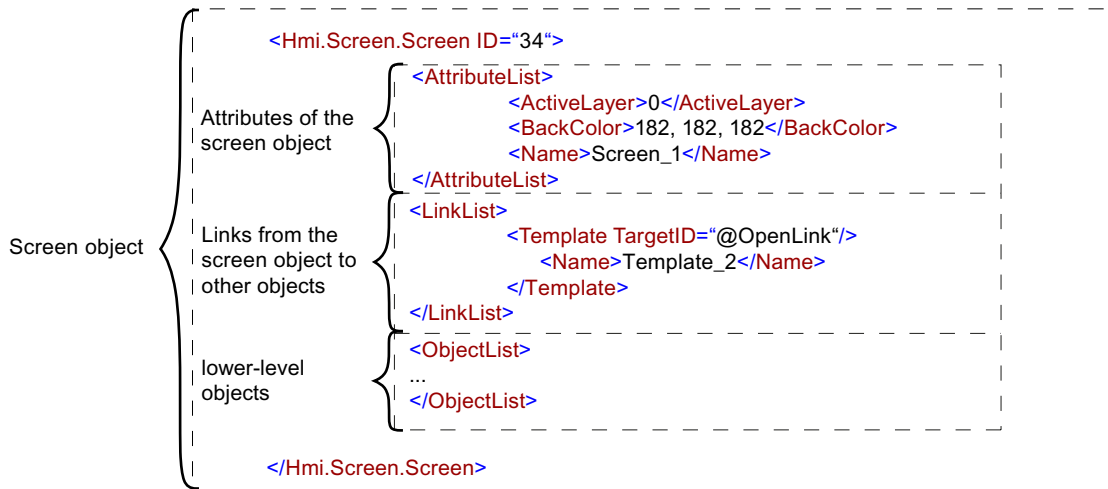 <Hmi.Screen.Screen ID=“34“>
<AttributeList>
Attributes of the
screen object
<ActiveLayer>0</ActiveLayer>
<BackColor>182, 182, 182</BackColor>
<Name>Screen_1</Name>
</AttributeList>
Screen object
Links from the
screen object to
other objects
<LinkList>
<Template TargetID=“@OpenLink“/>
<Name>Template_2</Name>
</Template>
</LinkList>
lower-level
objects
<ObjectList>
...
</ObjectList>
</Hmi.Screen.Screen>